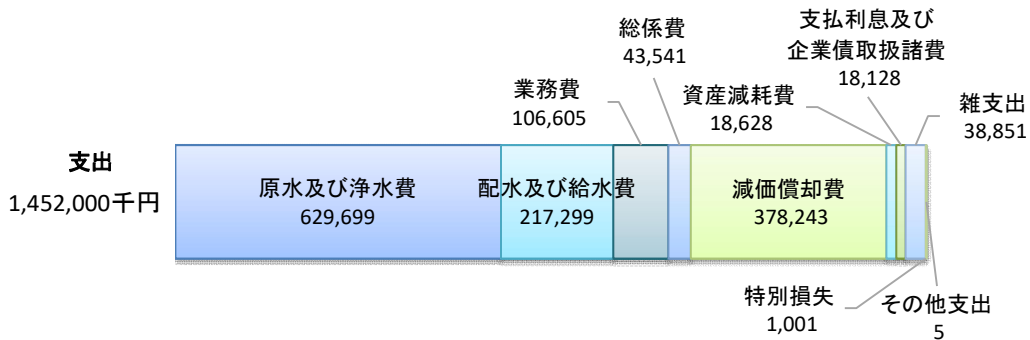 支出
1,452,000千円
原水及び浄水費
629,699
配水及び給水費
217,299
業務費
106,605
総係費
43,541
減価償却費
378,243
資産減耗費
18,628
支払利息及び
企業債取扱諸費
18,128
雑支出
38,851
特別損失
1,001
その他支出
5